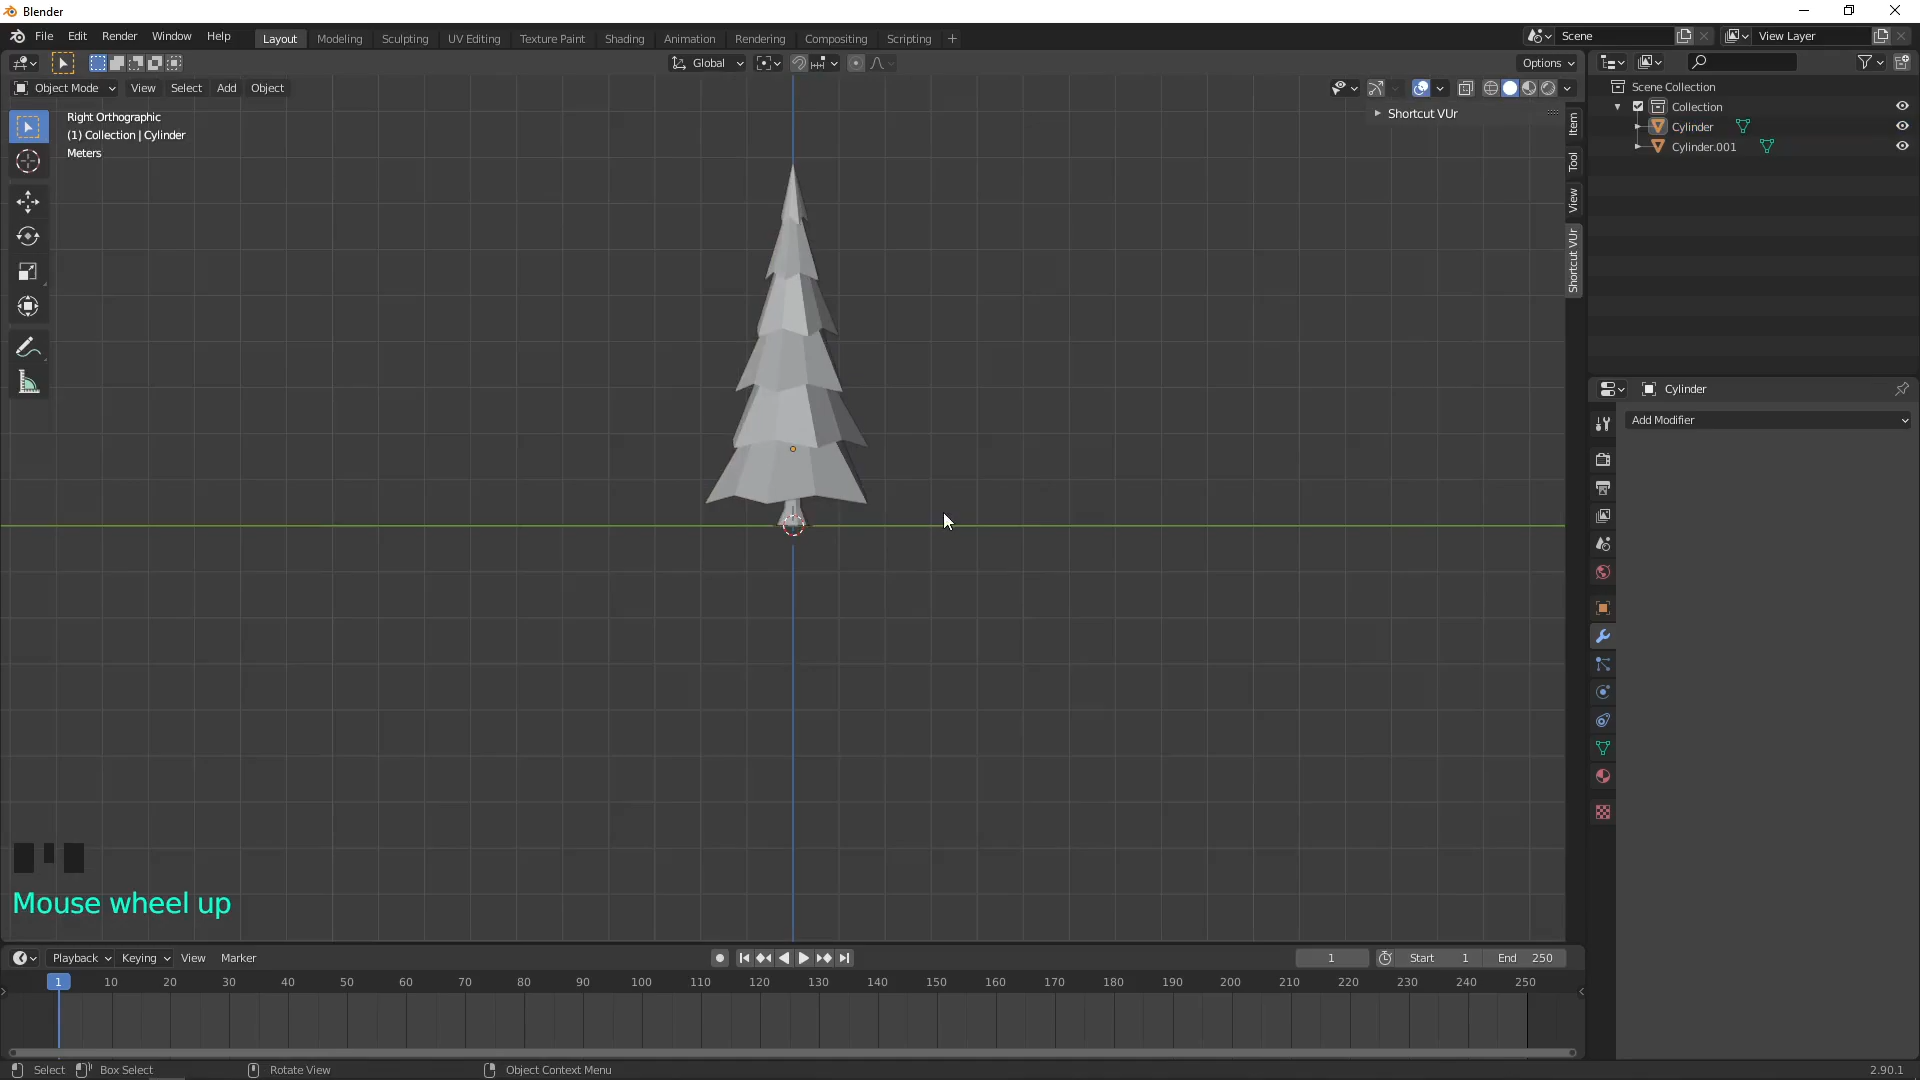 Blender
File Edit Render Window Help
Layout Modeling Sculpting UV Editing Texture Paint Shading Animation Rendering Compositing Scripting +
Scene
View Layer
Global
Options
Object Mode View Select Add Object
Right Orthographic
(1) Collection | Cylinder
Meters
Shortcut VUr
Item
Tool
View
Shortcut VUr
Scene Collection
Collection
Cylinder
Cylinder.001
Cylinder
Add Modifier
Mouse wheel up
Playback Keying View Marker
1
Start 1
End 250
1 10 20 30 40 50 60 70 80 90 100 110 120 130 140 150 160 170 180 190 200 210 220 230 240 250
Select Box Select Rotate View Object Context Menu
2.90.1